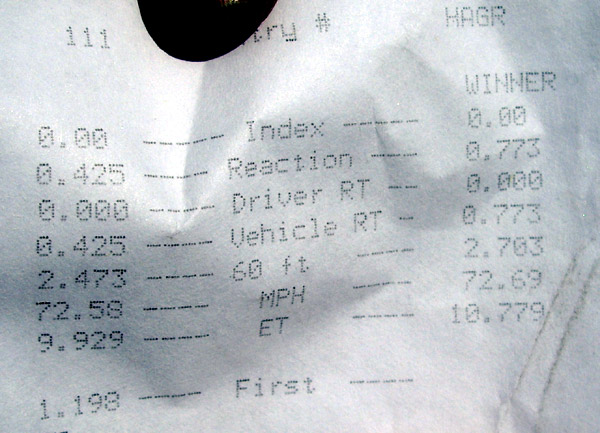 111 try # HAGR
WINNER
0.00 ---- Index ---- 0.00
0.425 ---- Reaction --- 0.773
0.000 ---- Driver RT -- 0.000
0.425 ---- Vehicle RT - 0.773
2.473 ---- 60 ft ---- 2.703
72.58 ---- MPH ---- 72.69
9.929 ---- ET ---- 10.779
1.198 ---- First ----